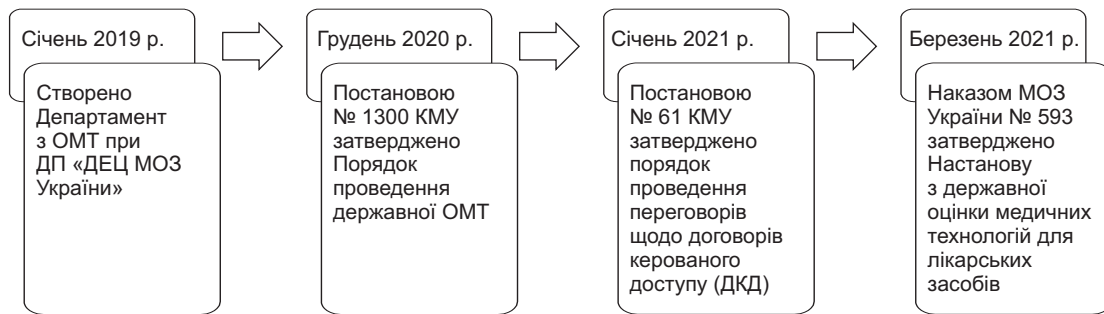 Січень 2019 р.
Створено
Департамент
з ОМТ при
ДП «ДЕЦ МОЗ
України»
Грудень 2020 р.
Постановою
№ 1300 КМУ
затверджено
Порядок
проведення
державної ОМТ
Січень 2021 р.
Постановою
№ 61 КМУ
затверджено
порядок
проведення
переговорів
щодо договорів
керованого
доступу (ДКД)
Березень 2021 р.
Наказом МОЗ
України № 593
затверджено
Настанову
з державної
оцінки медичних
технологій для
лікарських
засобів